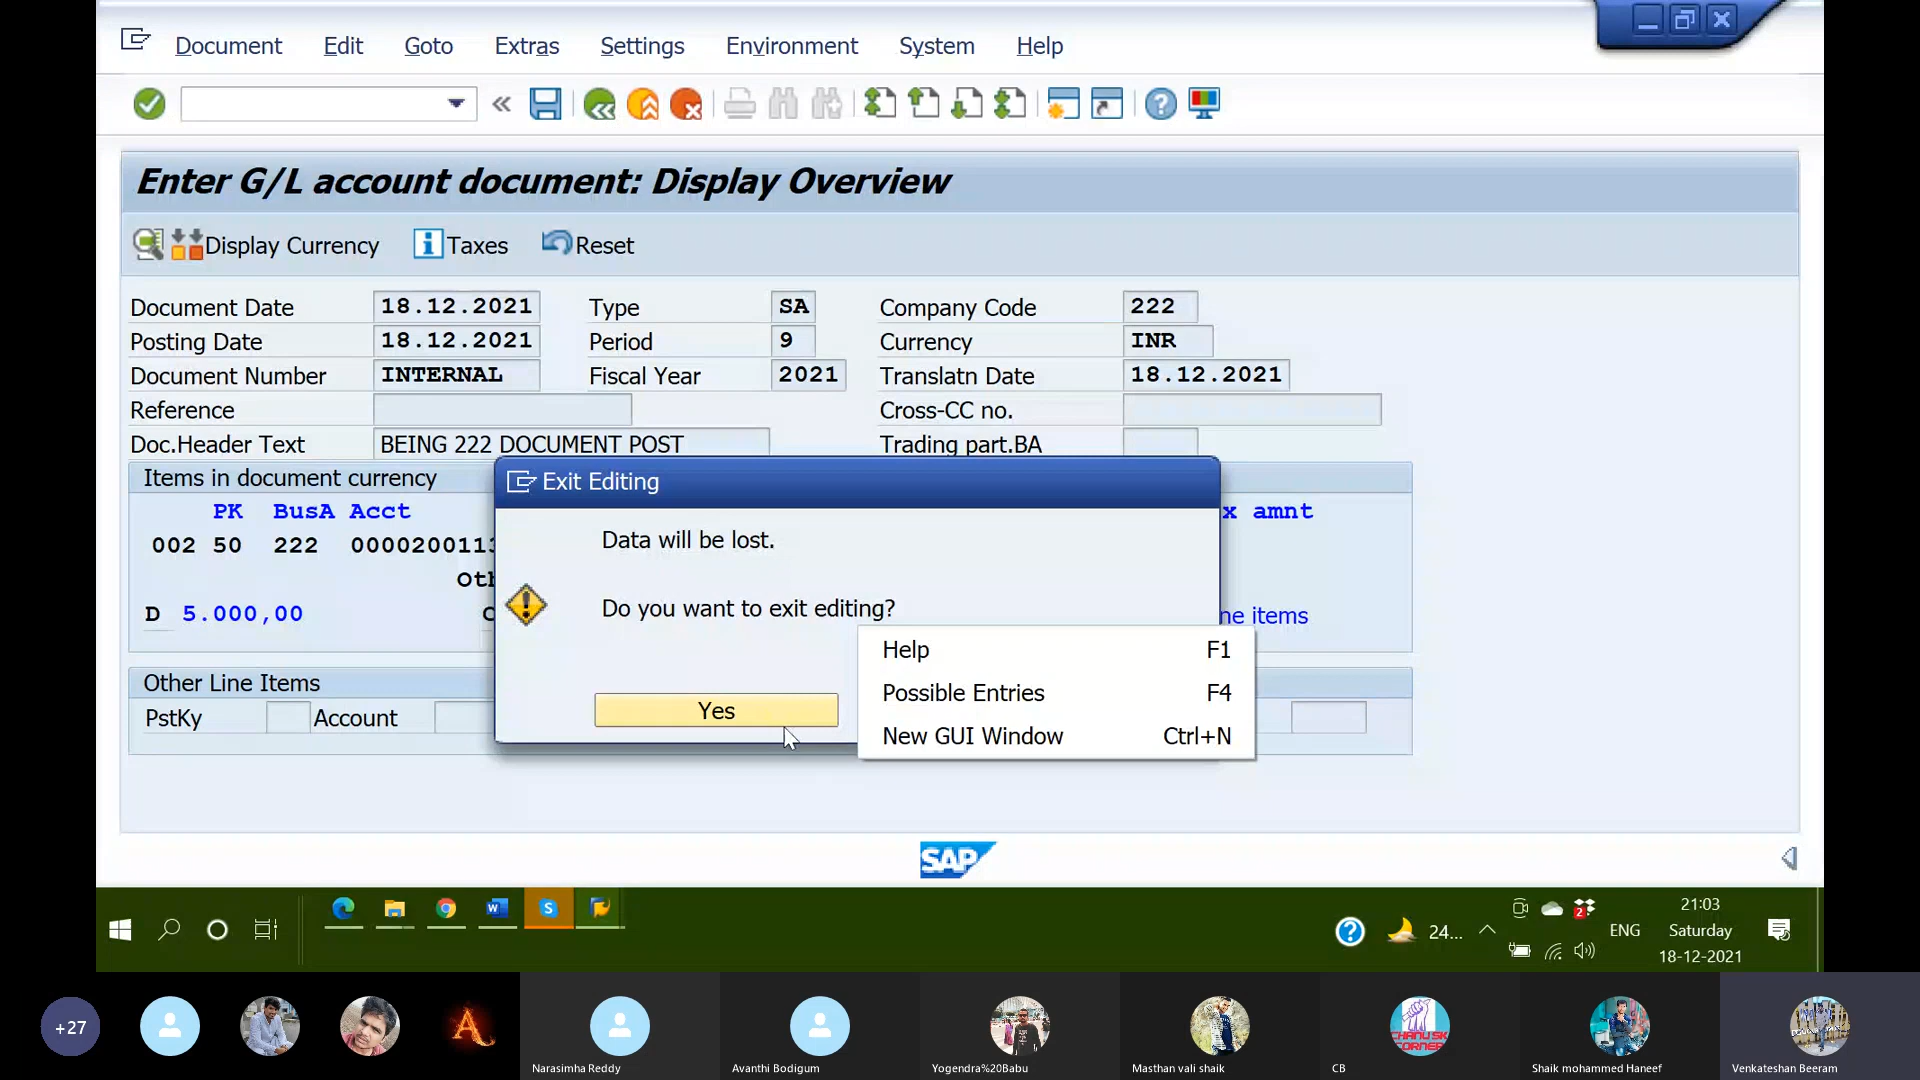 Document Edit Goto Extras Settings Environment System Help
Enter G/L account document: Display Overview
Display Currency Taxes Reset
Document Date 18.12.2021 Type SA Company Code 222
Posting Date 18.12.2021 Period 9 Currency INR
Document Number INTERNAL Fiscal Year 2021 Translatn Date 18.12.2021
Reference Cross-CC no.
Doc.Header Text BEING 222 DOCUMENT POST Trading part.BA
Items in document currency
PK BusA Acct x amnt
002 50 222 000020011
Oth
D 5.000,00 ne items
Other Line Items
PstKy Account
Exit Editing
Data will be lost.
Do you want to exit editing?
Yes
Help F1
Possible Entries F4
New GUI Window Ctrl+N
SAP
24... ENG
21:03
Saturday
18-12-2021
2
+27
Narasimha Reddy
Avanthi Bodigum
Yogendra%20Babu
Masthan vali shaik
CHANUSK CORNER
CB
Shaik mohammed Haneef
Venkateshan Beeram